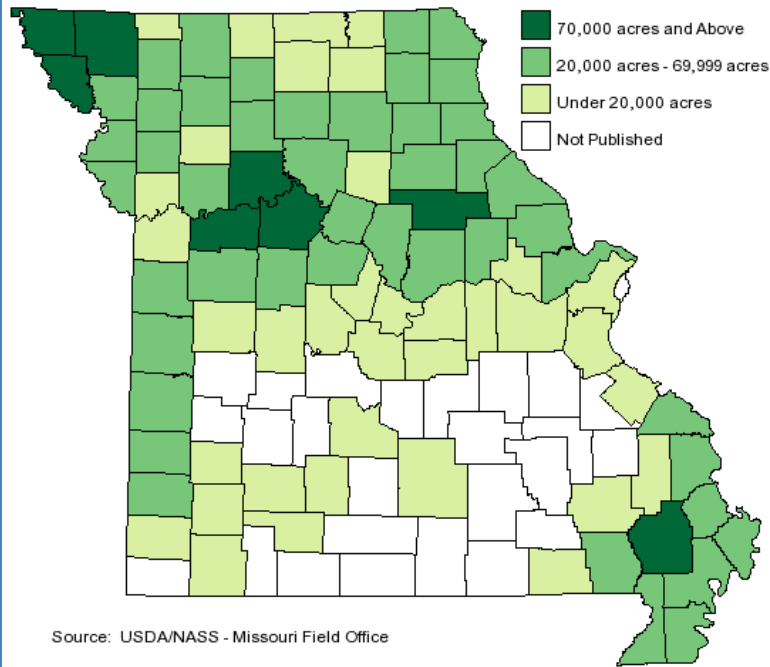 70,000 acres and Above
20,000 acres - 69,999 acres
Under 20,000 acres
Not Published
Source: USDA/NASS - Missouri Field Office